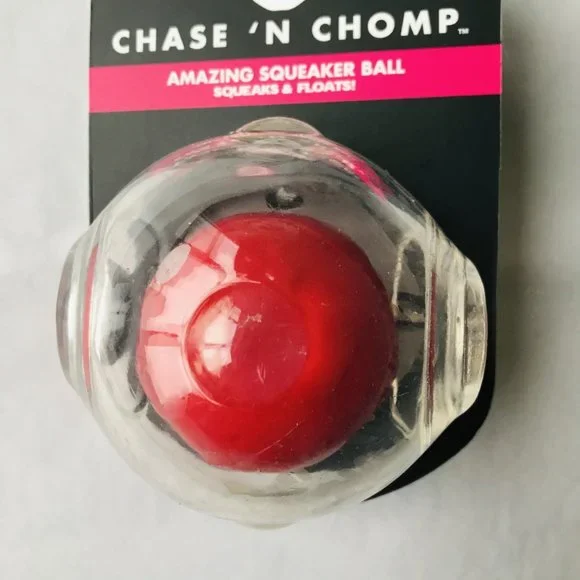 CHASE 'N CHOMP™
AMAZING SQUEAKER BALL
SQUEAKS & FLOATS!